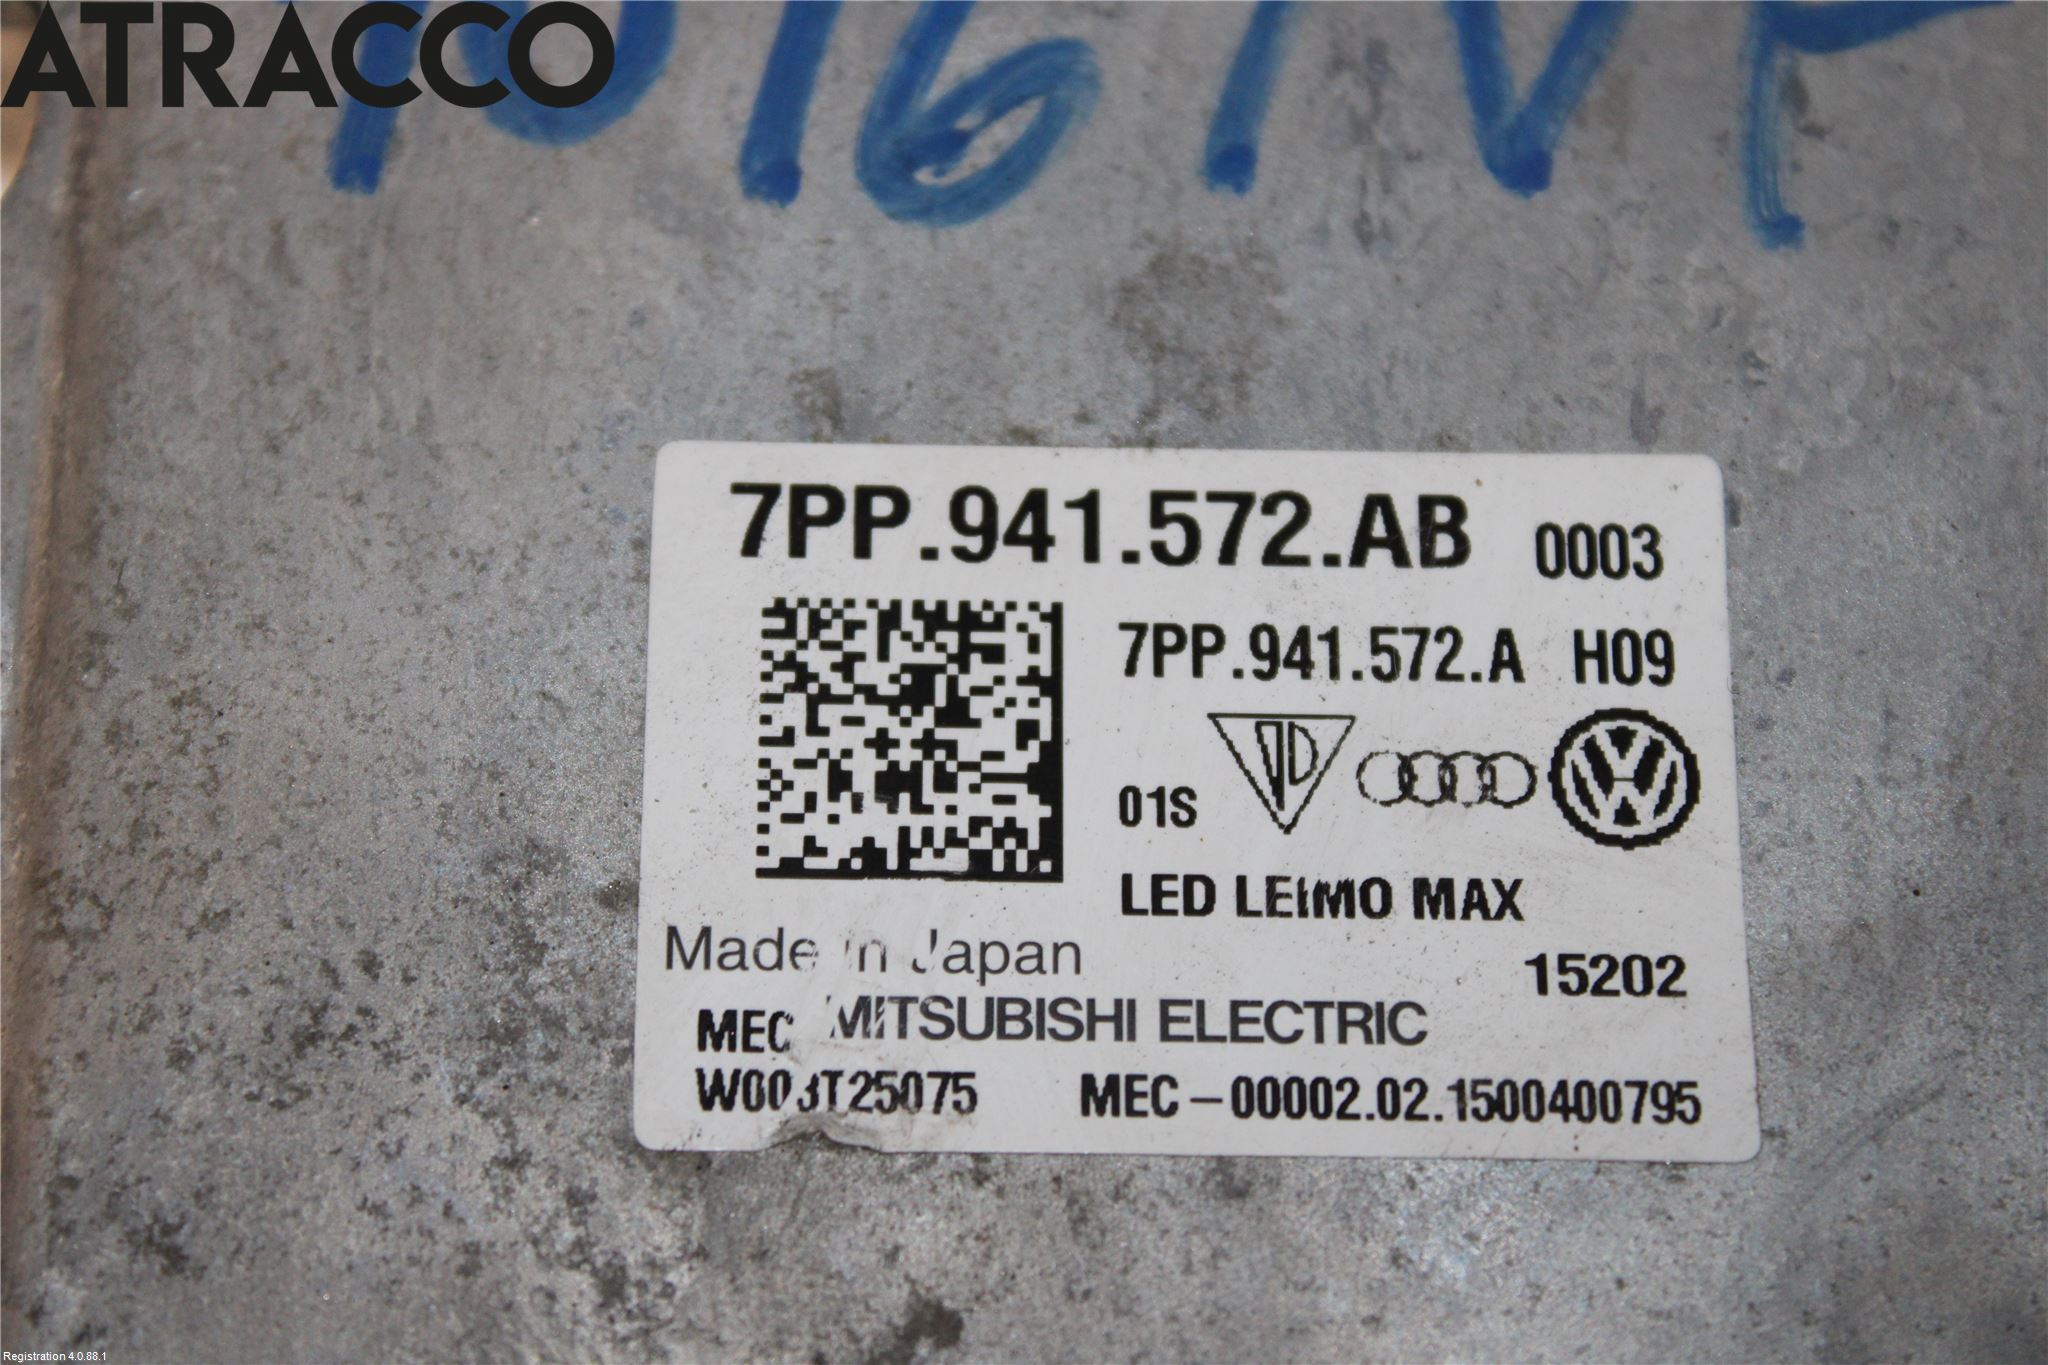 ATRACCO
7PP.941.572.AB 0003
7PP.941.572.A H09
01S
LED LEIMO MAX
Made in Japan
15202
MEC MITSUBISHI ELECTRIC
W003T25075 MEC-00002.02.1500400795
Registration 4.0.88.1